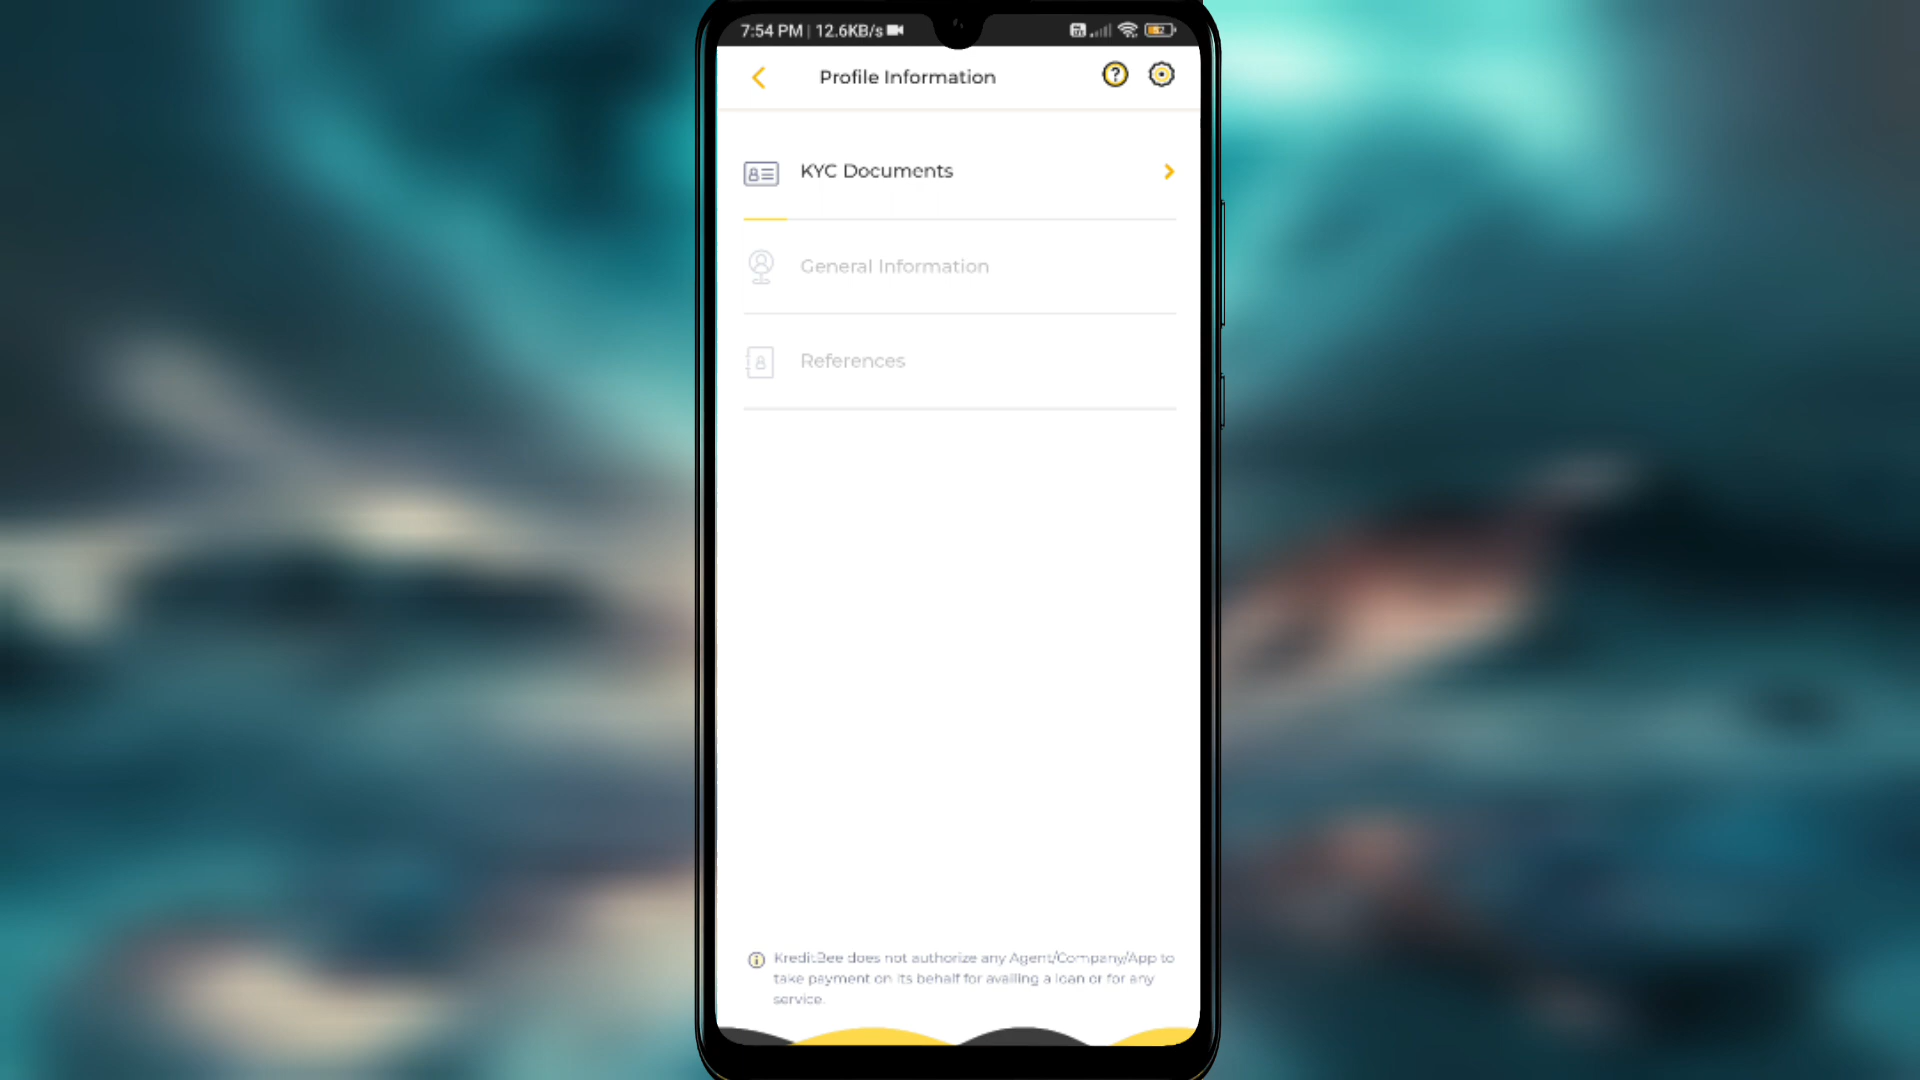 7:54 PM | 12.6KB/s
Profile Information
KYC Documents
General Information
References
KreditBee does not authorize any Agent/Company/App to
take payment on its behalf for availing a loan or for any
service.